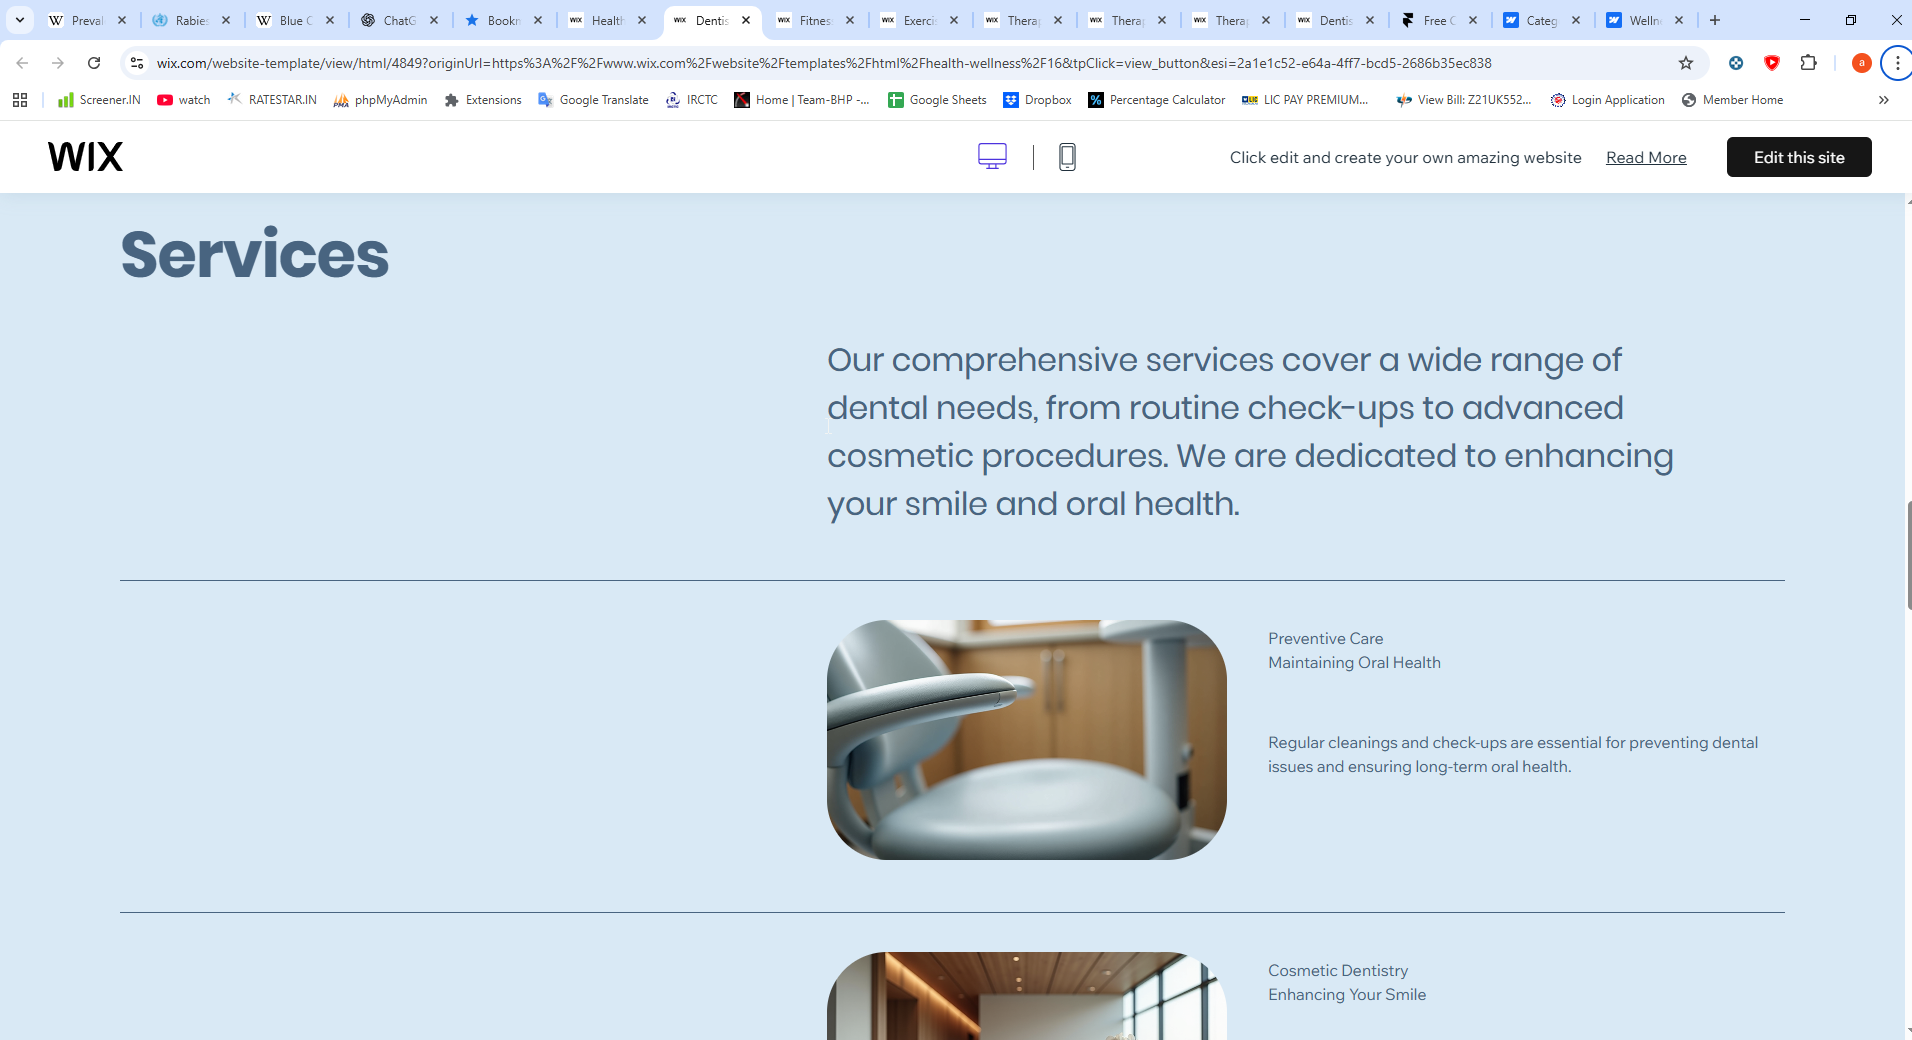 Preval
Rabies
Blue C
ChatG
Bookn
Health
Dentis
Fitness
Exercis
Therap
Therap
Therap
Dentis
Free C
Categ
Wellne
wix.com/website-template/view/html/4849?originUrl=https%3A%2F%2Fwww.wix.com%2Fwebsite%2Ftemplates%2Fhtml%2Fhealth-wellness%2F16&tpClick=view_button&esi=2a1e1c52-e64a-4ff7-bcd5-2686b35ec838
a
Screener.IN
watch
RATESTAR.IN
phpMyAdmin
Extensions
Google Translate
IRCTC
Home | Team-BHP -...
Google Sheets
Dropbox
Percentage Calculator
LIC PAY PREMIUM...
View Bill: Z21UK552...
Login Application
Member Home
WIX
Click edit and create your own amazing website
Read More
Edit this site
Services
Our comprehensive services cover a wide range of
dental needs, from routine check-ups to advanced
cosmetic procedures. We are dedicated to enhancing
your smile and oral health.
Preventive Care
Maintaining Oral Health
Regular cleanings and check-ups are essential for preventing dental
issues and ensuring long-term oral health.
Cosmetic Dentistry
Enhancing Your Smile